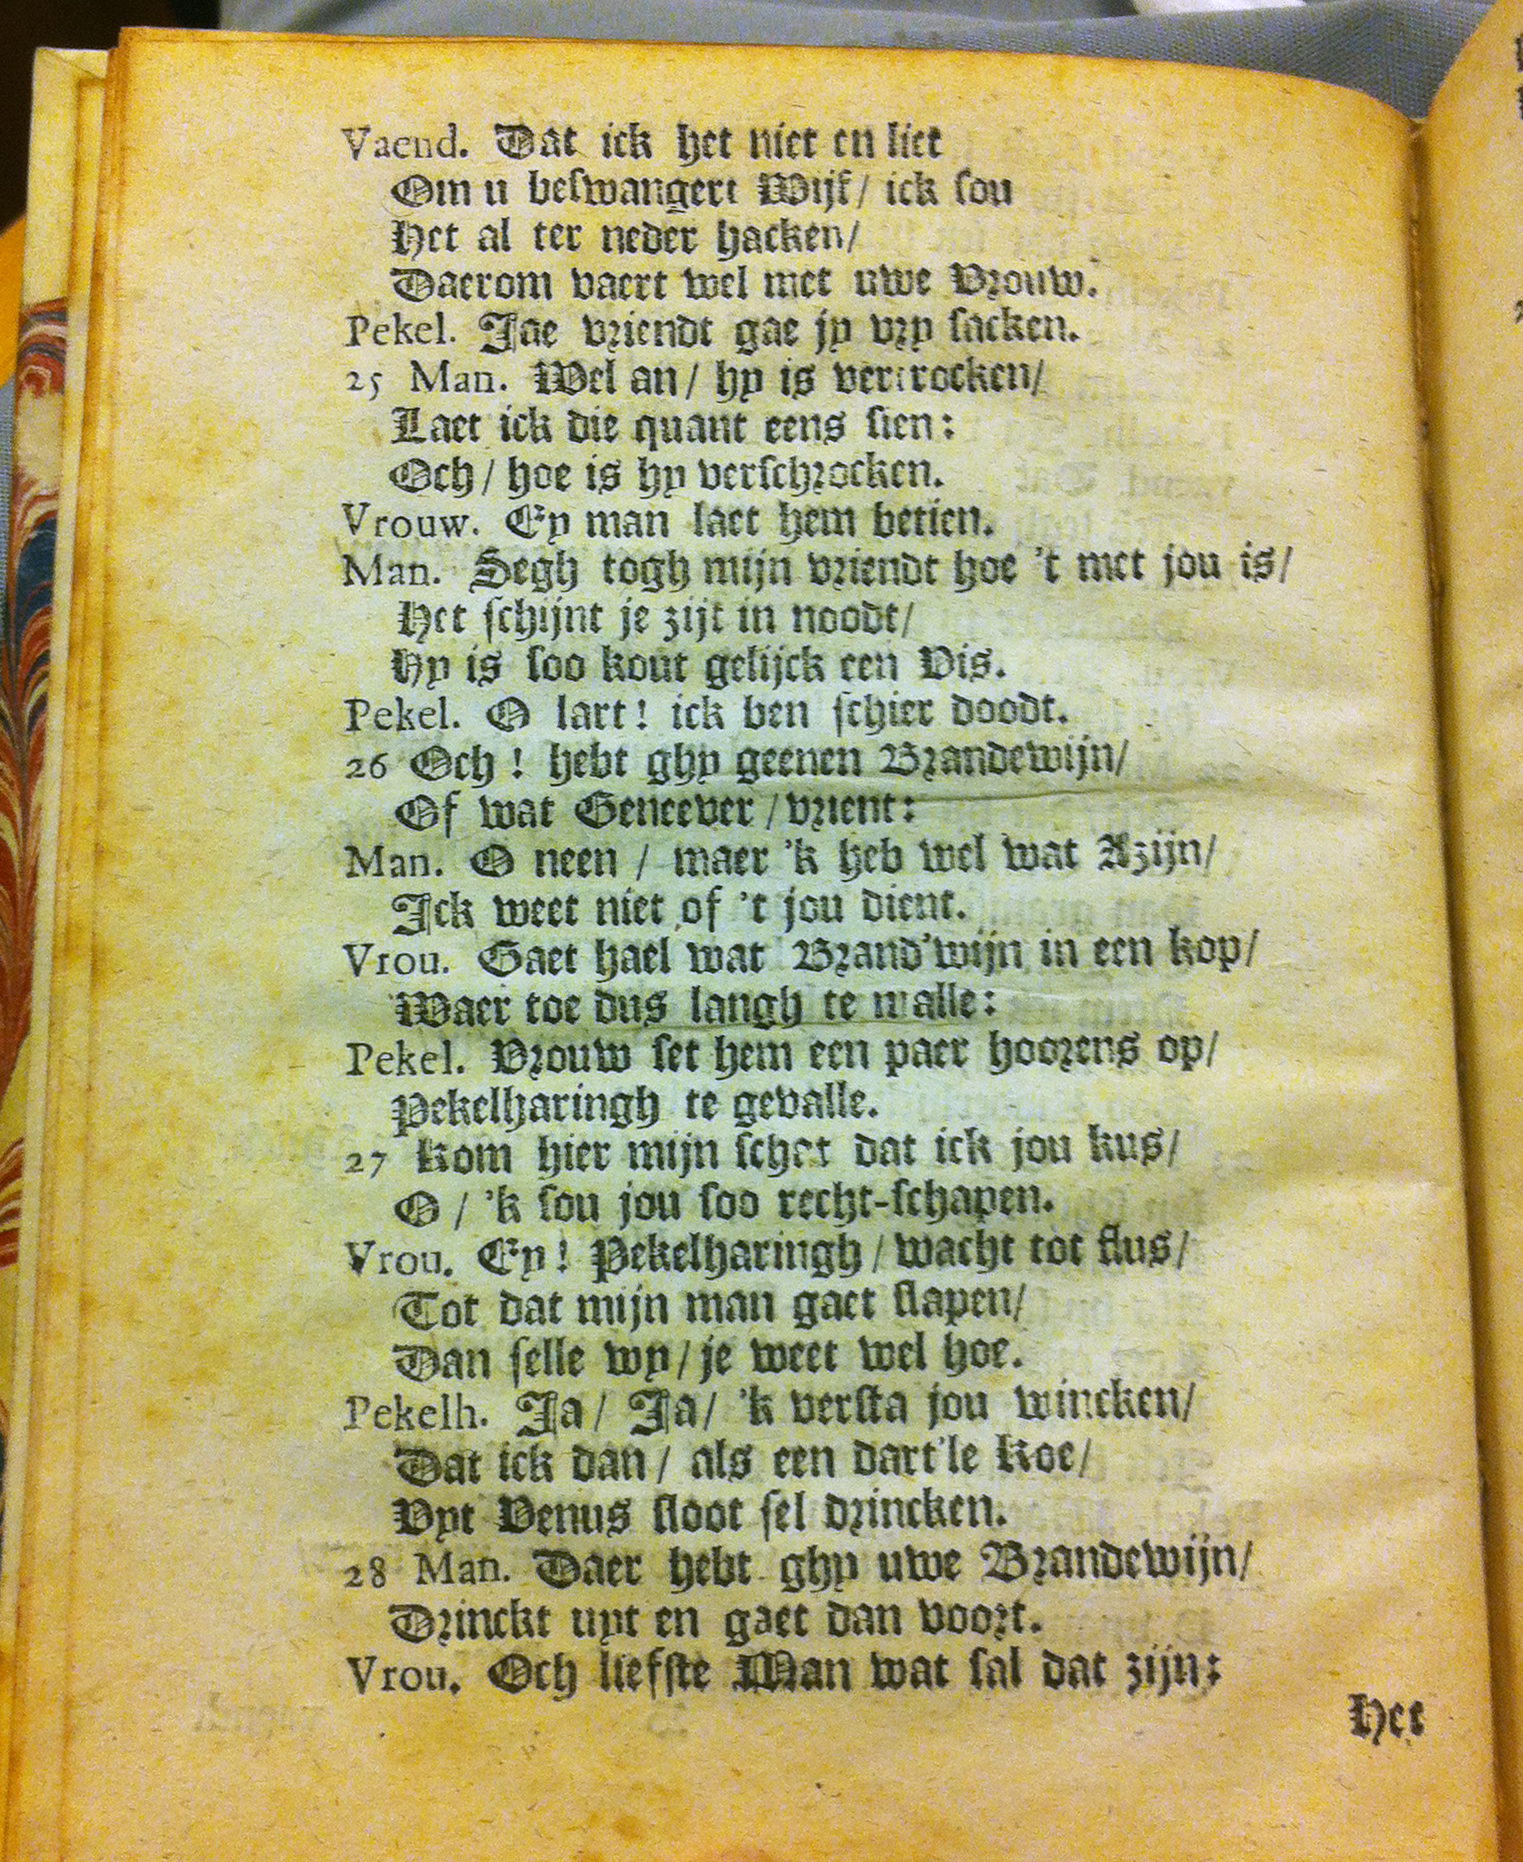 Vaend. Dat ick het niet en liet
Om u beswangert Wijf/ ick sou
Het al ter neder hacken/
Daerom vaert wel met uwe Vrouw.
Pekel. Jae vriendt gae jy vry sacken.
25 Man. Wel an/ hy is vertrocken/
Laet ick die quant eens sien:
Och/ hoe is hy verschrocken.
Vrouw. Ey man laet hem betien.
Man. Segh togh mijn vriendt hoe 't met jou is/
Het schijnt je zijt in noodt/
Hy is soo kout gelijck een Vis.
Pekel. O lart! ick ben schier doodt.
26 Och! hebt ghy geenen Brandewijn/
Of wat Geneever/vrient:
Man. O neen/ maer 'k heb wel wat Azijn/
Ick weet niet of 't jou dient.
Vrou. Gaet hael wat Brand'wijn in een kop/
Waer toe dus langh te malle:
Pekel. Vrouw set hem een paer hoorens op/
Pekelharingh te gevalle.
27 Kom hier mijn schat dat ick jou kus/
O/ 'k sou jou soo recht-schapen.
Vrou. Ey! Pekelharingh/wacht tot flus/
Tot dat mijn man gaet slapen/
Dan selle wy/je weet wel hoe.
Pekelh. Ja/ Ja/ 'k versta jou wincken/
Dat ick dan/ als een dart'le Koe/
Uyt Venus sloot sel drincken.
28 Man. Daer hebt ghy uwe Brandewijn/
Drinckt uyt en gaet dan voort.
Vrou. Och liefste Man wat sal dat zijn:
Het